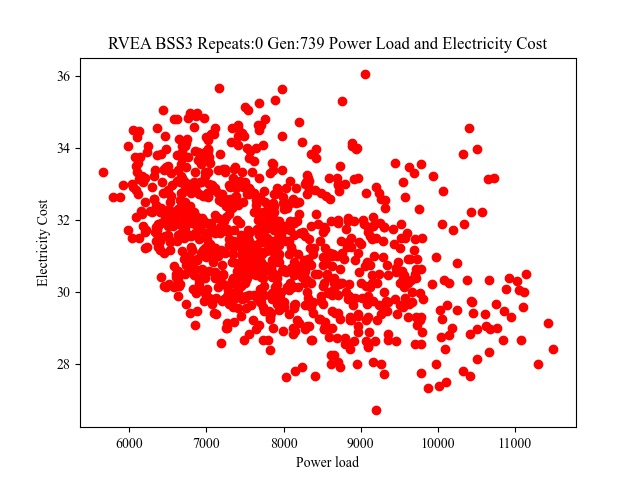 RVEA BSS3 Repeats:0 Gen:739 Power Load and Electricity Cost
36
34
32
30
28
Electricity Cost
6000 7000 8000 9000 10000 11000
Power load